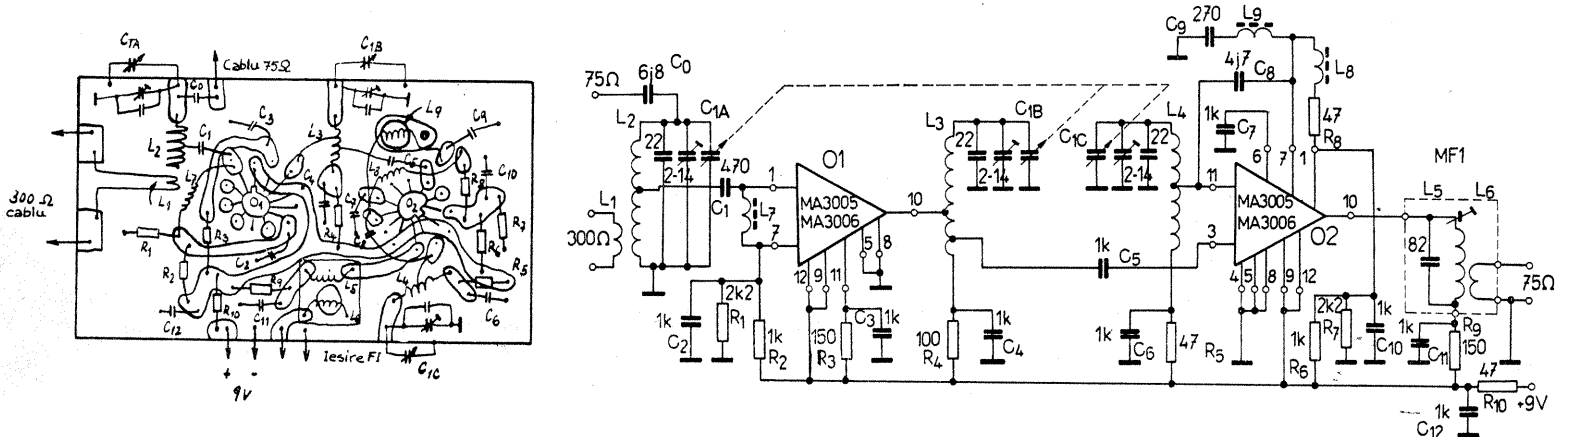 CTA
C1B
Cablu 75Ω
C0
C3
C1
L2
L3
L9
C9
C5
L8
C10
L7
C4
R8
L1
300 Ω
cablu
O1
O2
R4
R7
R1
R3
R6
R2
C2
R5
L5
L4
R9
R10
C12
C11
L6
C6
Iesire FI
C1C
+ -
9V
75Ω
6j8
C0
L2
C1A
22
2-14
470
C1
L7
L1
300Ω
1
7
O1
MA3005
MA3006
10
5
8
12
9
11
2k2
1k
C2
R1
1k
R2
150
R3
C3
1k
L3
C1B
22
2-14
C1C
22
2-14
L4
1k
C5
100
R4
1k
C4
1k
C6
47
R5
C9
270
L9
4j7
C8
L8
1k
C7
47
R8
6
7
1
11
3
MA3005
MA3006
O2
10
4
5
8
9
12
2k2
1k
R7
R6
1k
C10
MF1
L5
L6
82
75Ω
1k
C11
R9
150
47
R10
+9V
1k
C12